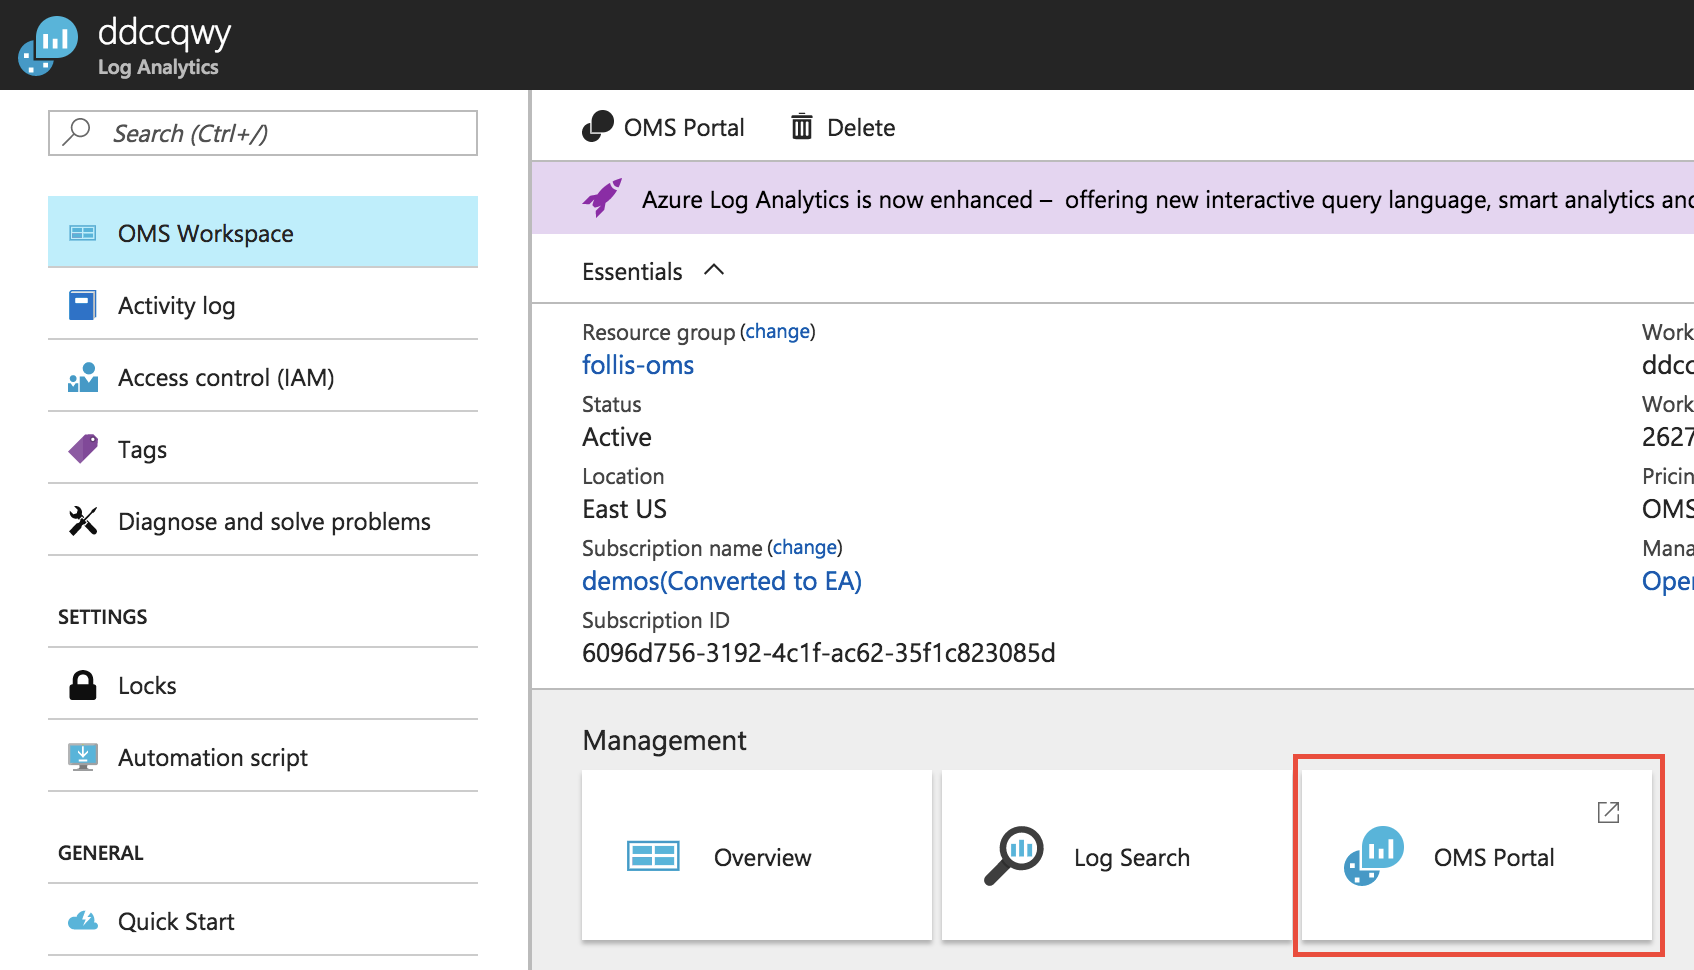 ddccqwy
Log Analytics
Search (Ctrl+/)
OMS Workspace
Activity log
Access control (IAM)
Tags
Diagnose and solve problems
SETTINGS
Locks
Automation script
GENERAL
Quick Start
OMS Portal
Delete
Azure Log Analytics is now enhanced – offering new interactive query language, smart analytics and
Essentials
Resource group (change)
follis-oms
Status
Active
Location
East US
Subscription name (change)
demos(Converted to EA)
Subscription ID
6096d756-3192-4c1f-ac62-35f1c823085d
Work
ddcc
Work
2627
Pricin
OMS
Mana
Oper
Management
Overview
Log Search
OMS Portal